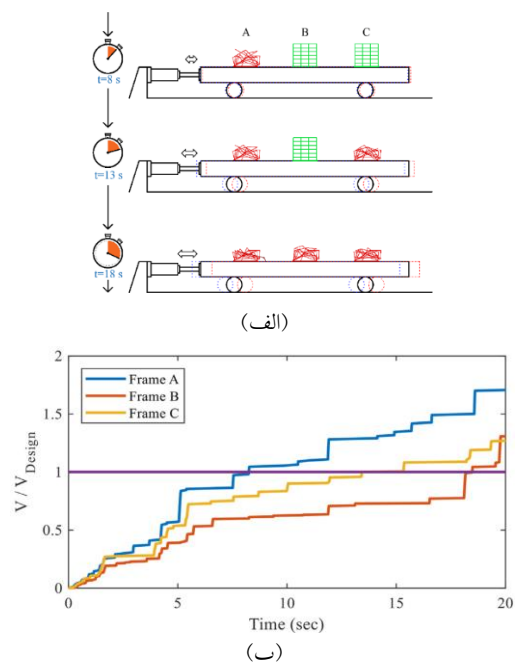 A B C
t=8 s
t=13 s
t=18 s
(الف)
2
1.5
1
0.5
0
Frame A
Frame B
Frame C
V / V_Design
0 5 10 15 20
Time (sec)
(ب)